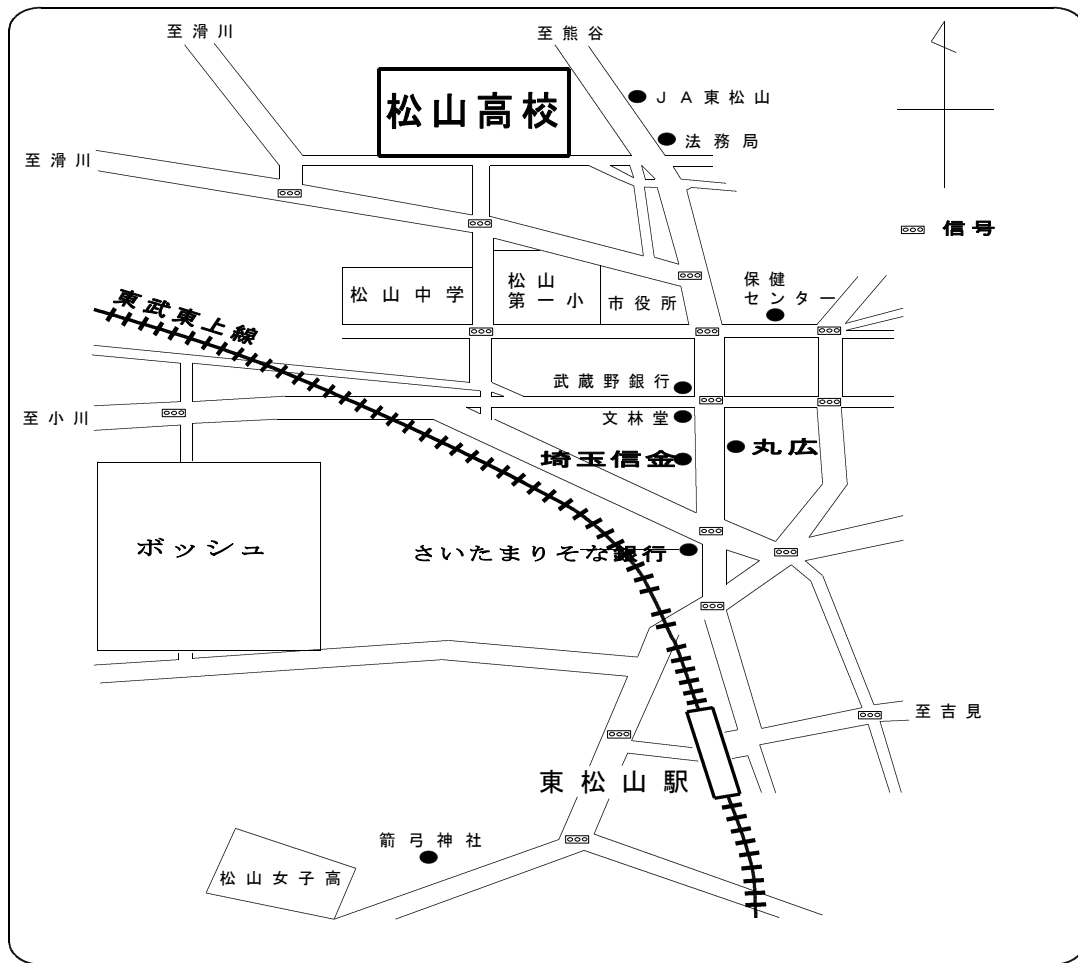 至滑川
至熊谷
松山高校
JA東松山
法務局
至滑川
信号
保健
センター
松山
第一小
松山中学
市役所
東武東上線
武蔵野銀行
至小川
文林堂
丸広
埼玉信金
ボッシュ
さいたまりそな銀行
至吉見
東松山駅
箭弓神社
松山女子高